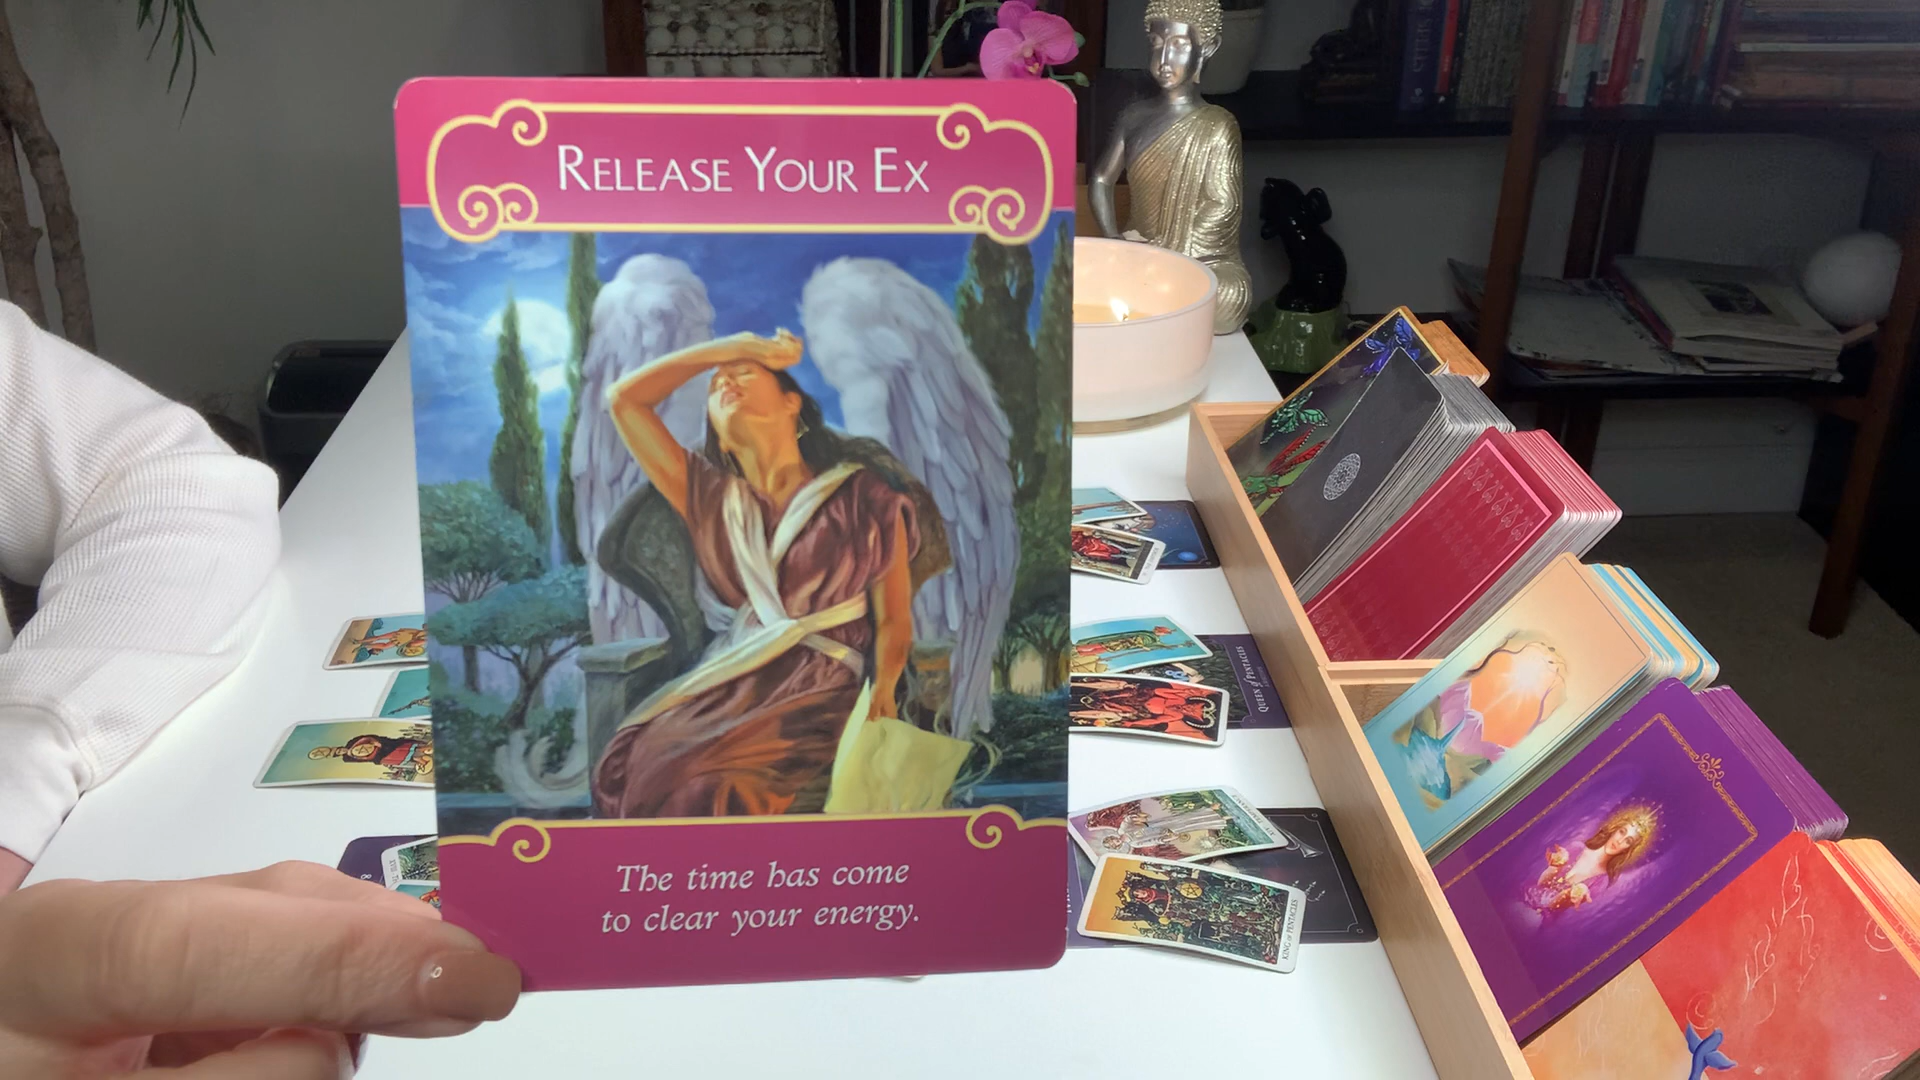 Release Your Ex
The time has come
to clear your energy.
Queen of Pentacles
King of Pentacles